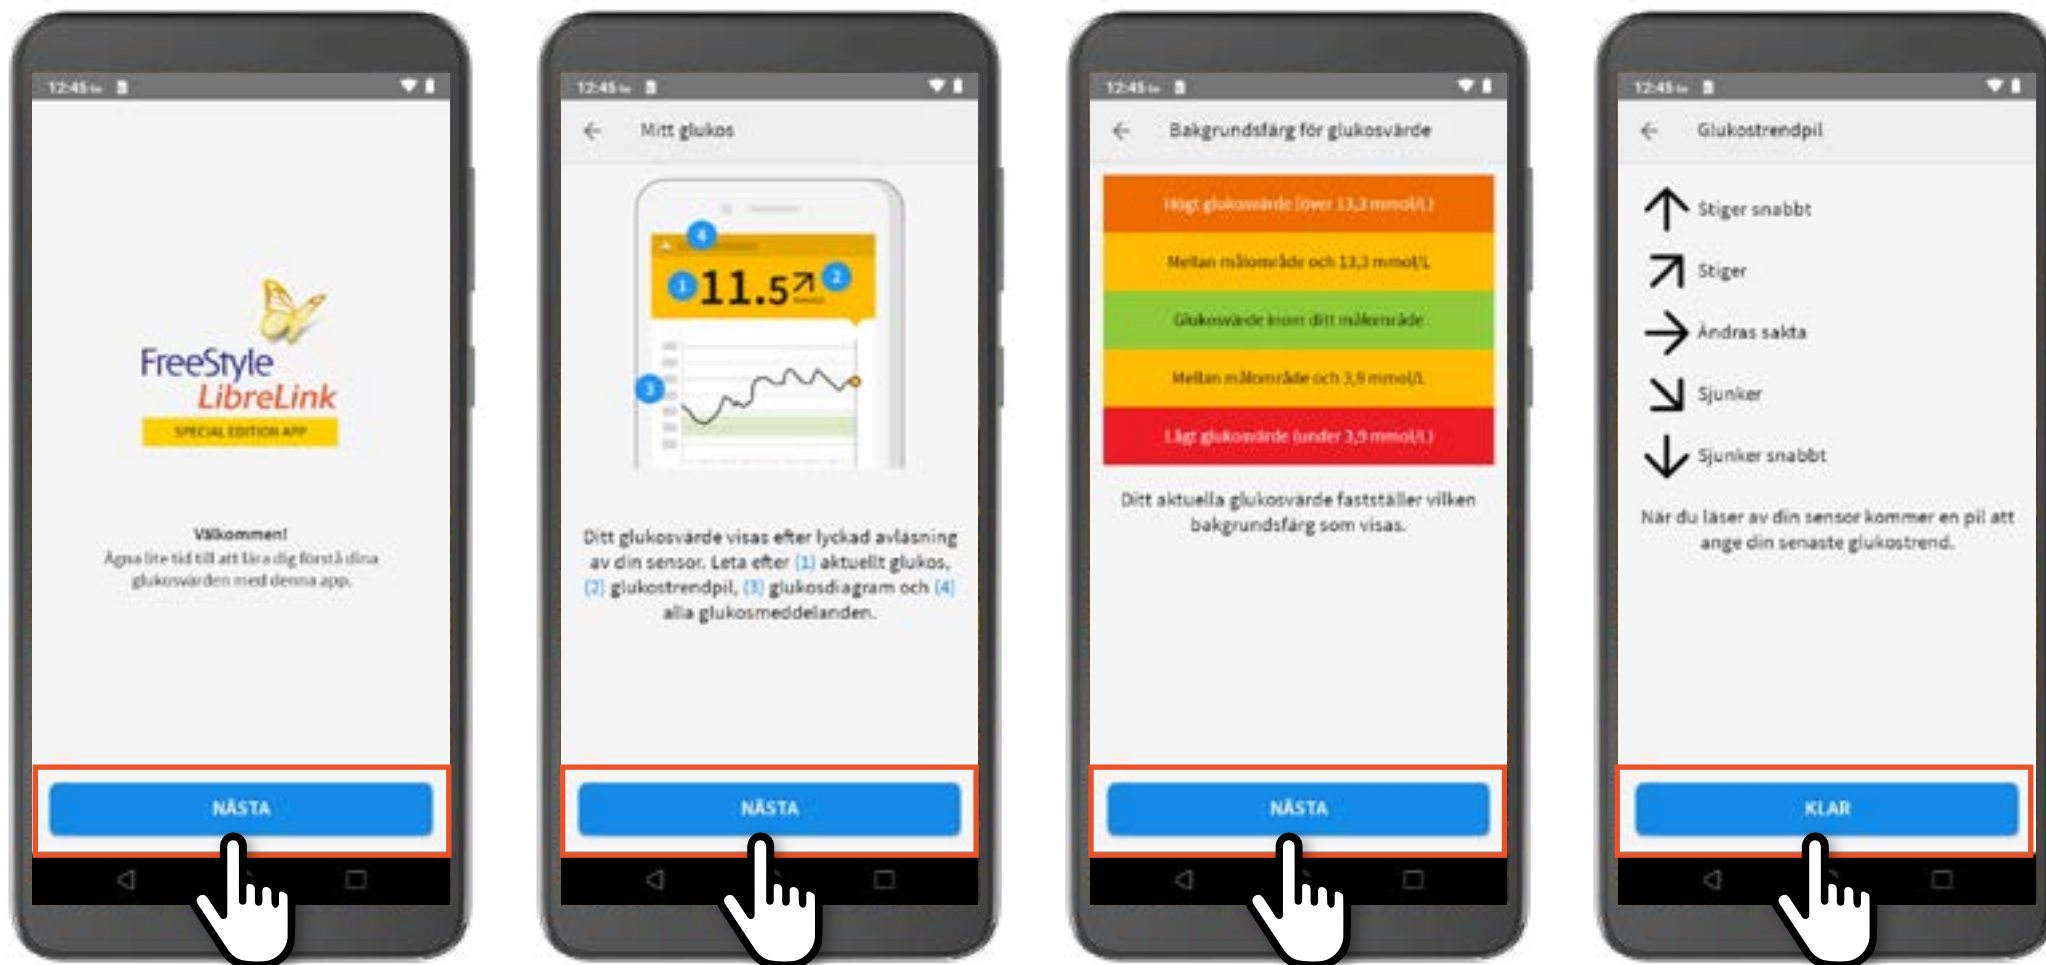 12:45
FreeStyle
LibreLink
SPECIAL EDITION APP
Välkommen!
Ägna lite tid till att lära dig förstå dina
glukosvärden med denna app.
NÄSTA
12:45
Mitt glukos
4
1 11.5 2
3
Ditt glukosvärde visas efter lyckad avläsning
av din sensor. Leta efter (1) aktuellt glukos,
(2) glukostrendpil, (3) glukosdiagram och (4)
alla glukosmeddelanden.
NÄSTA
12:45
Bakgrundsfärg för glukosvärde
Högt glukosvärde (över 13,3 mmol/L)
Mellan målområde och 13,3 mmol/L
Glukosvärde inom ditt målområde
Mellan målområde och 3,9 mmol/L
Lågt glukosvärde (under 3,9 mmol/L)
Ditt aktuella glukosvärde fastställer vilken
bakgrundsfärg som visas.
NÄSTA
12:45
Glukostrendpil
Stiger snabbt
Stiger
Ändras sakta
Sjunker
Sjunker snabbt
När du läser av din sensor kommer en pil att
ange din senaste glukostrend.
KLAR